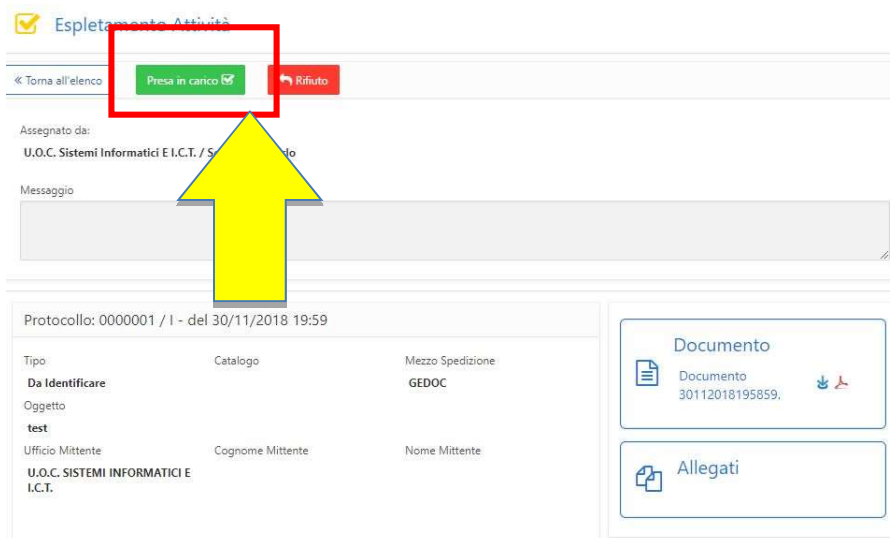 Espletamento Attività
« Torna all'elenco
Presa in carico
Rifiuto
Assegnato da:
U.O.C. Sistemi Informatici E I.C.T. /
Messaggio
Protocollo: 0000001 / I - del 30/11/2018 19:59
Tipo Catalogo Mezzo Spedizione
Da Identificare GEDOC
Oggetto
test
Ufficio Mittente Cognome Mittente Nome Mittente
U.O.C. SISTEMI INFORMATICI E
I.C.T.
Documento
Documento
30112018195859.
Allegati